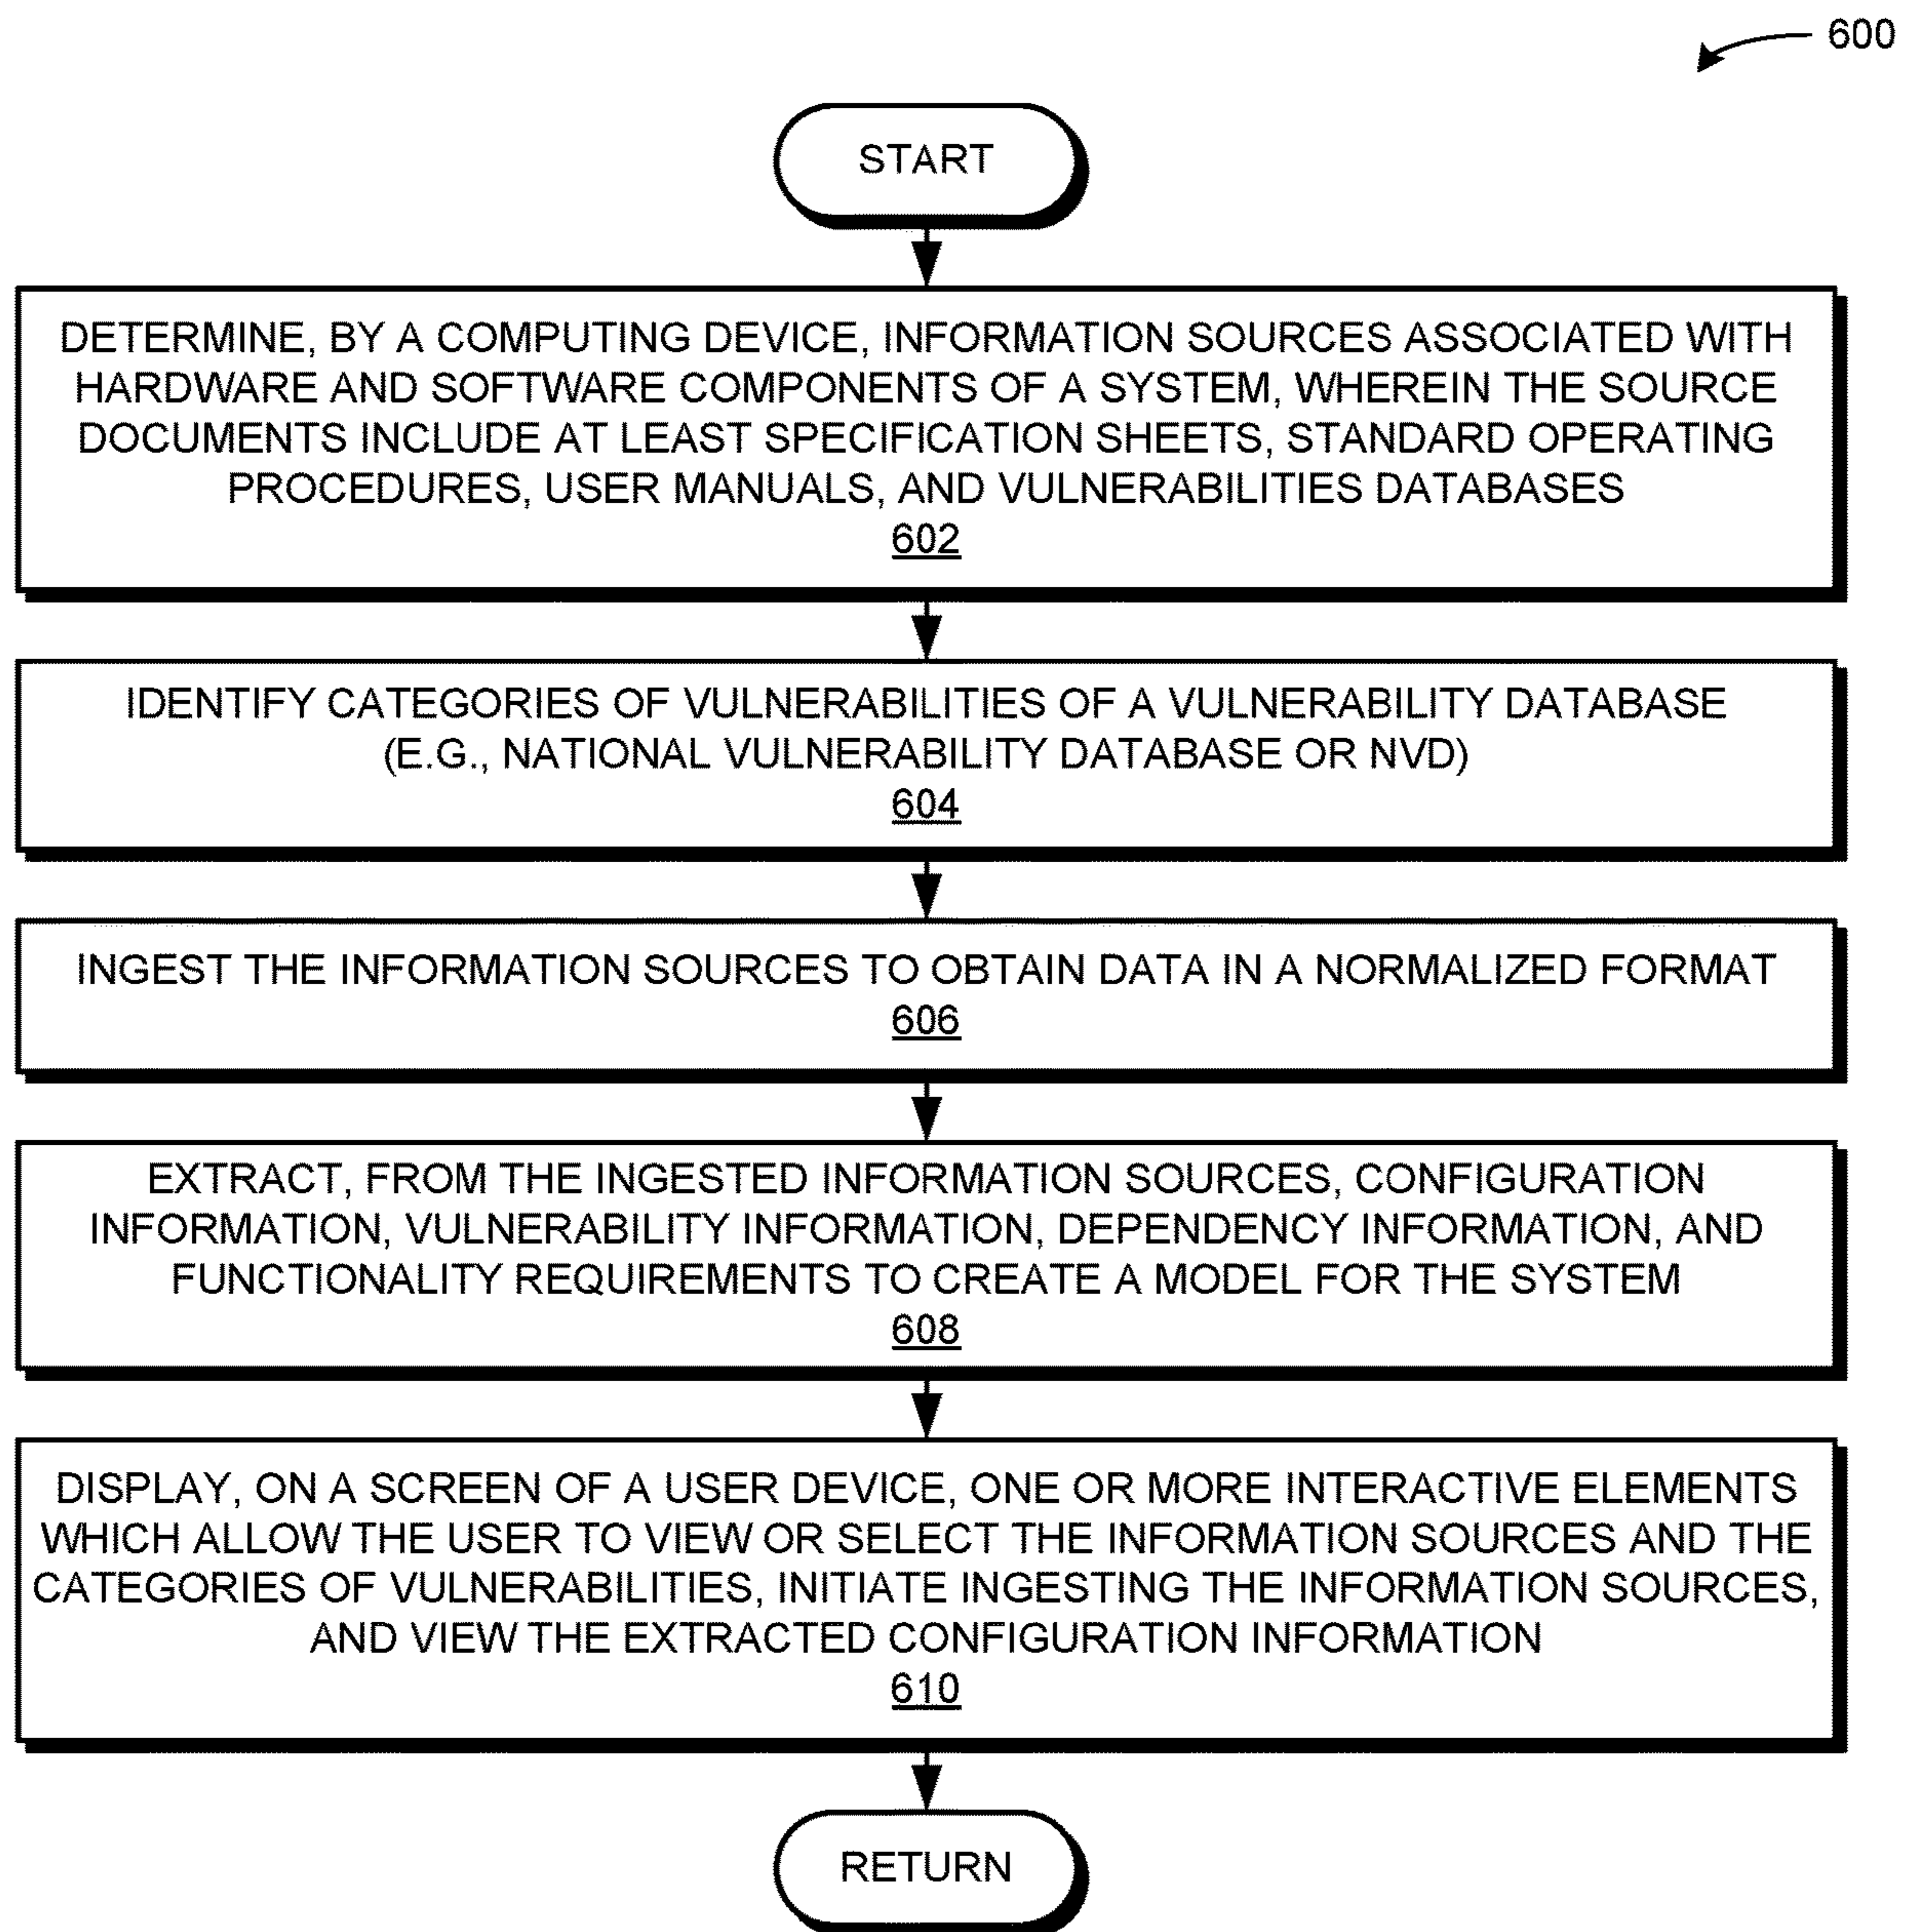 600
START
DETERMINE, BY A COMPUTING DEVICE, INFORMATION SOURCES ASSOCIATED WITH
HARDWARE AND SOFTWARE COMPONENTS OF A SYSTEM, WHEREIN THE SOURCE
DOCUMENTS INCLUDE AT LEAST SPECIFICATION SHEETS, STANDARD OPERATING
PROCEDURES, USER MANUALS, AND VULNERABILITIES DATABASES
602
IDENTIFY CATEGORIES OF VULNERABILITIES OF A VULNERABILITY DATABASE
(E.G., NATIONAL VULNERABILITY DATABASE OR NVD)
604
INGEST THE INFORMATION SOURCES TO OBTAIN DATA IN A NORMALIZED FORMAT
606
EXTRACT, FROM THE INGESTED INFORMATION SOURCES, CONFIGURATION
INFORMATION, VULNERABILITY INFORMATION, DEPENDENCY INFORMATION, AND
FUNCTIONALITY REQUIREMENTS TO CREATE A MODEL FOR THE SYSTEM
608
DISPLAY, ON A SCREEN OF A USER DEVICE, ONE OR MORE INTERACTIVE ELEMENTS
WHICH ALLOW THE USER TO VIEW OR SELECT THE INFORMATION SOURCES AND THE
CATEGORIES OF VULNERABILITIES, INITIATE INGESTING THE INFORMATION SOURCES,
AND VIEW THE EXTRACTED CONFIGURATION INFORMATION
610
RETURN